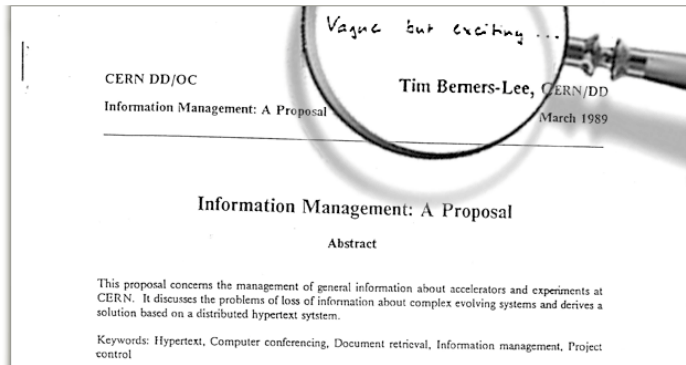 Vague but exciting ...
CERN DD/OC
Tim Berners-Lee, CERN/DD
Information Management: A Proposal
March 1989
Information Management: A Proposal
Abstract
This proposal concerns the management of general information about accelerators and experiments at
CERN. It discusses the problems of loss of information about complex evolving systems and derives a
solution based on a distributed hypertext sytstem.
Keywords: Hypertext, Computer conferencing, Document retrieval, Information management, Project
control